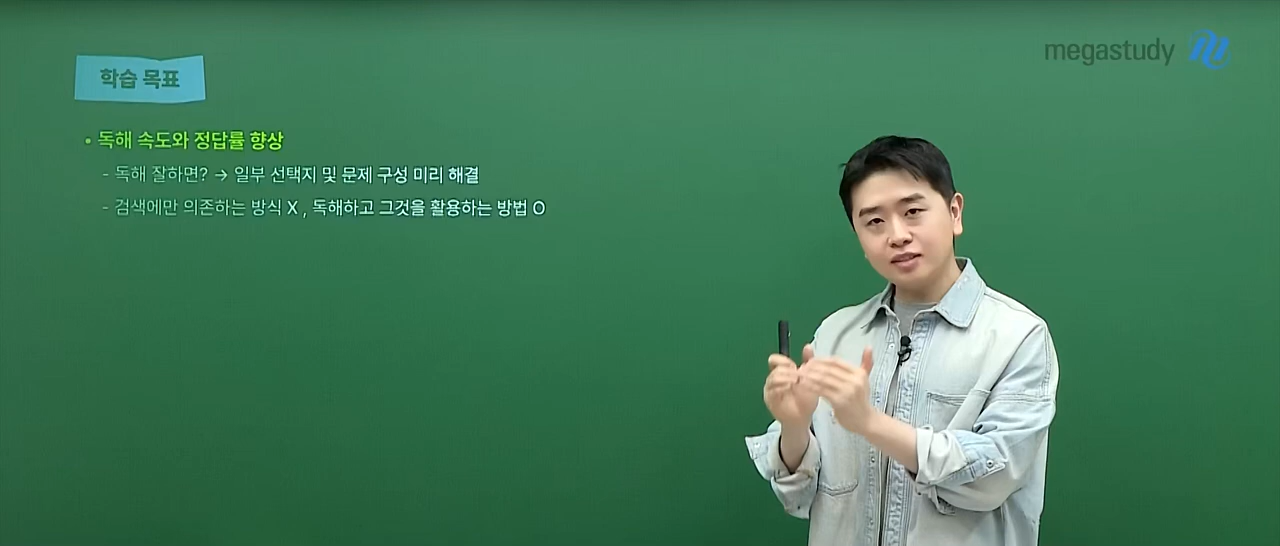 megastudy
학습 목표
• 독해 속도와 정답률 향상
- 독해 잘하면? → 일부 선택지 및 문제 구성 미리 해결
- 검색에만 의존하는 방식 X , 독해하고 그것을 활용하는 방법 O